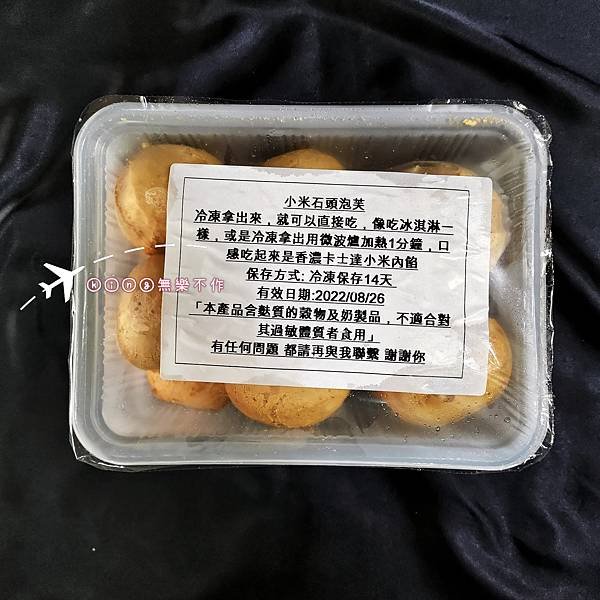 小米石頭泡芙
冷凍拿出來，就可以直接吃，像吃冰淇淋一
樣，或是冷凍拿出用微波爐加熱1分鐘，口
感吃起來是香濃卡士達小米內餡
保存方式: 冷凍保存14天
有效日期:2022/08/26
「本產品含麩質的穀物及奶製品，不適合對
其過敏體質者食用」
有任何問題 都請再與我聯繫 謝謝你
king無樂不作